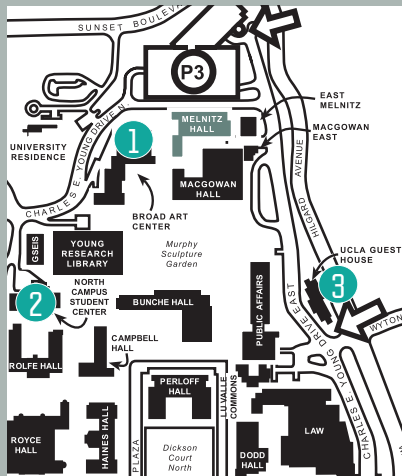 SUNSET BOULEVA
P3
EAST
MELNITZ
MELNITZ
HALL
MACGOWAN
EAST
1
UNIVERSITY
RESIDENCE
CHARLES E. YOUNG DRIVE N.
MACGOWAN
HALL
HILGARD
AVENUE
BROAD ART
CENTER
GSEIS
YOUNG
RESEARCH
LIBRARY
Murphy
Sculpture
Garden
UCLA GUEST
HOUSE
3
2
NORTH
CAMPUS
STUDENT
CENTER
BUNCHE HALL
PUBLIC AFFAIRS
CHARLES E YOUNG DRIVE EAST
WYTON
CAMPBELL
HALL
ROLFE HALL
PERLOFF
HALL
LU VALLE
COMMONS
ROYCE
HALL
HAINES HALL
PLAZA
Dickson
Court
North
DODD
HALL
LAW